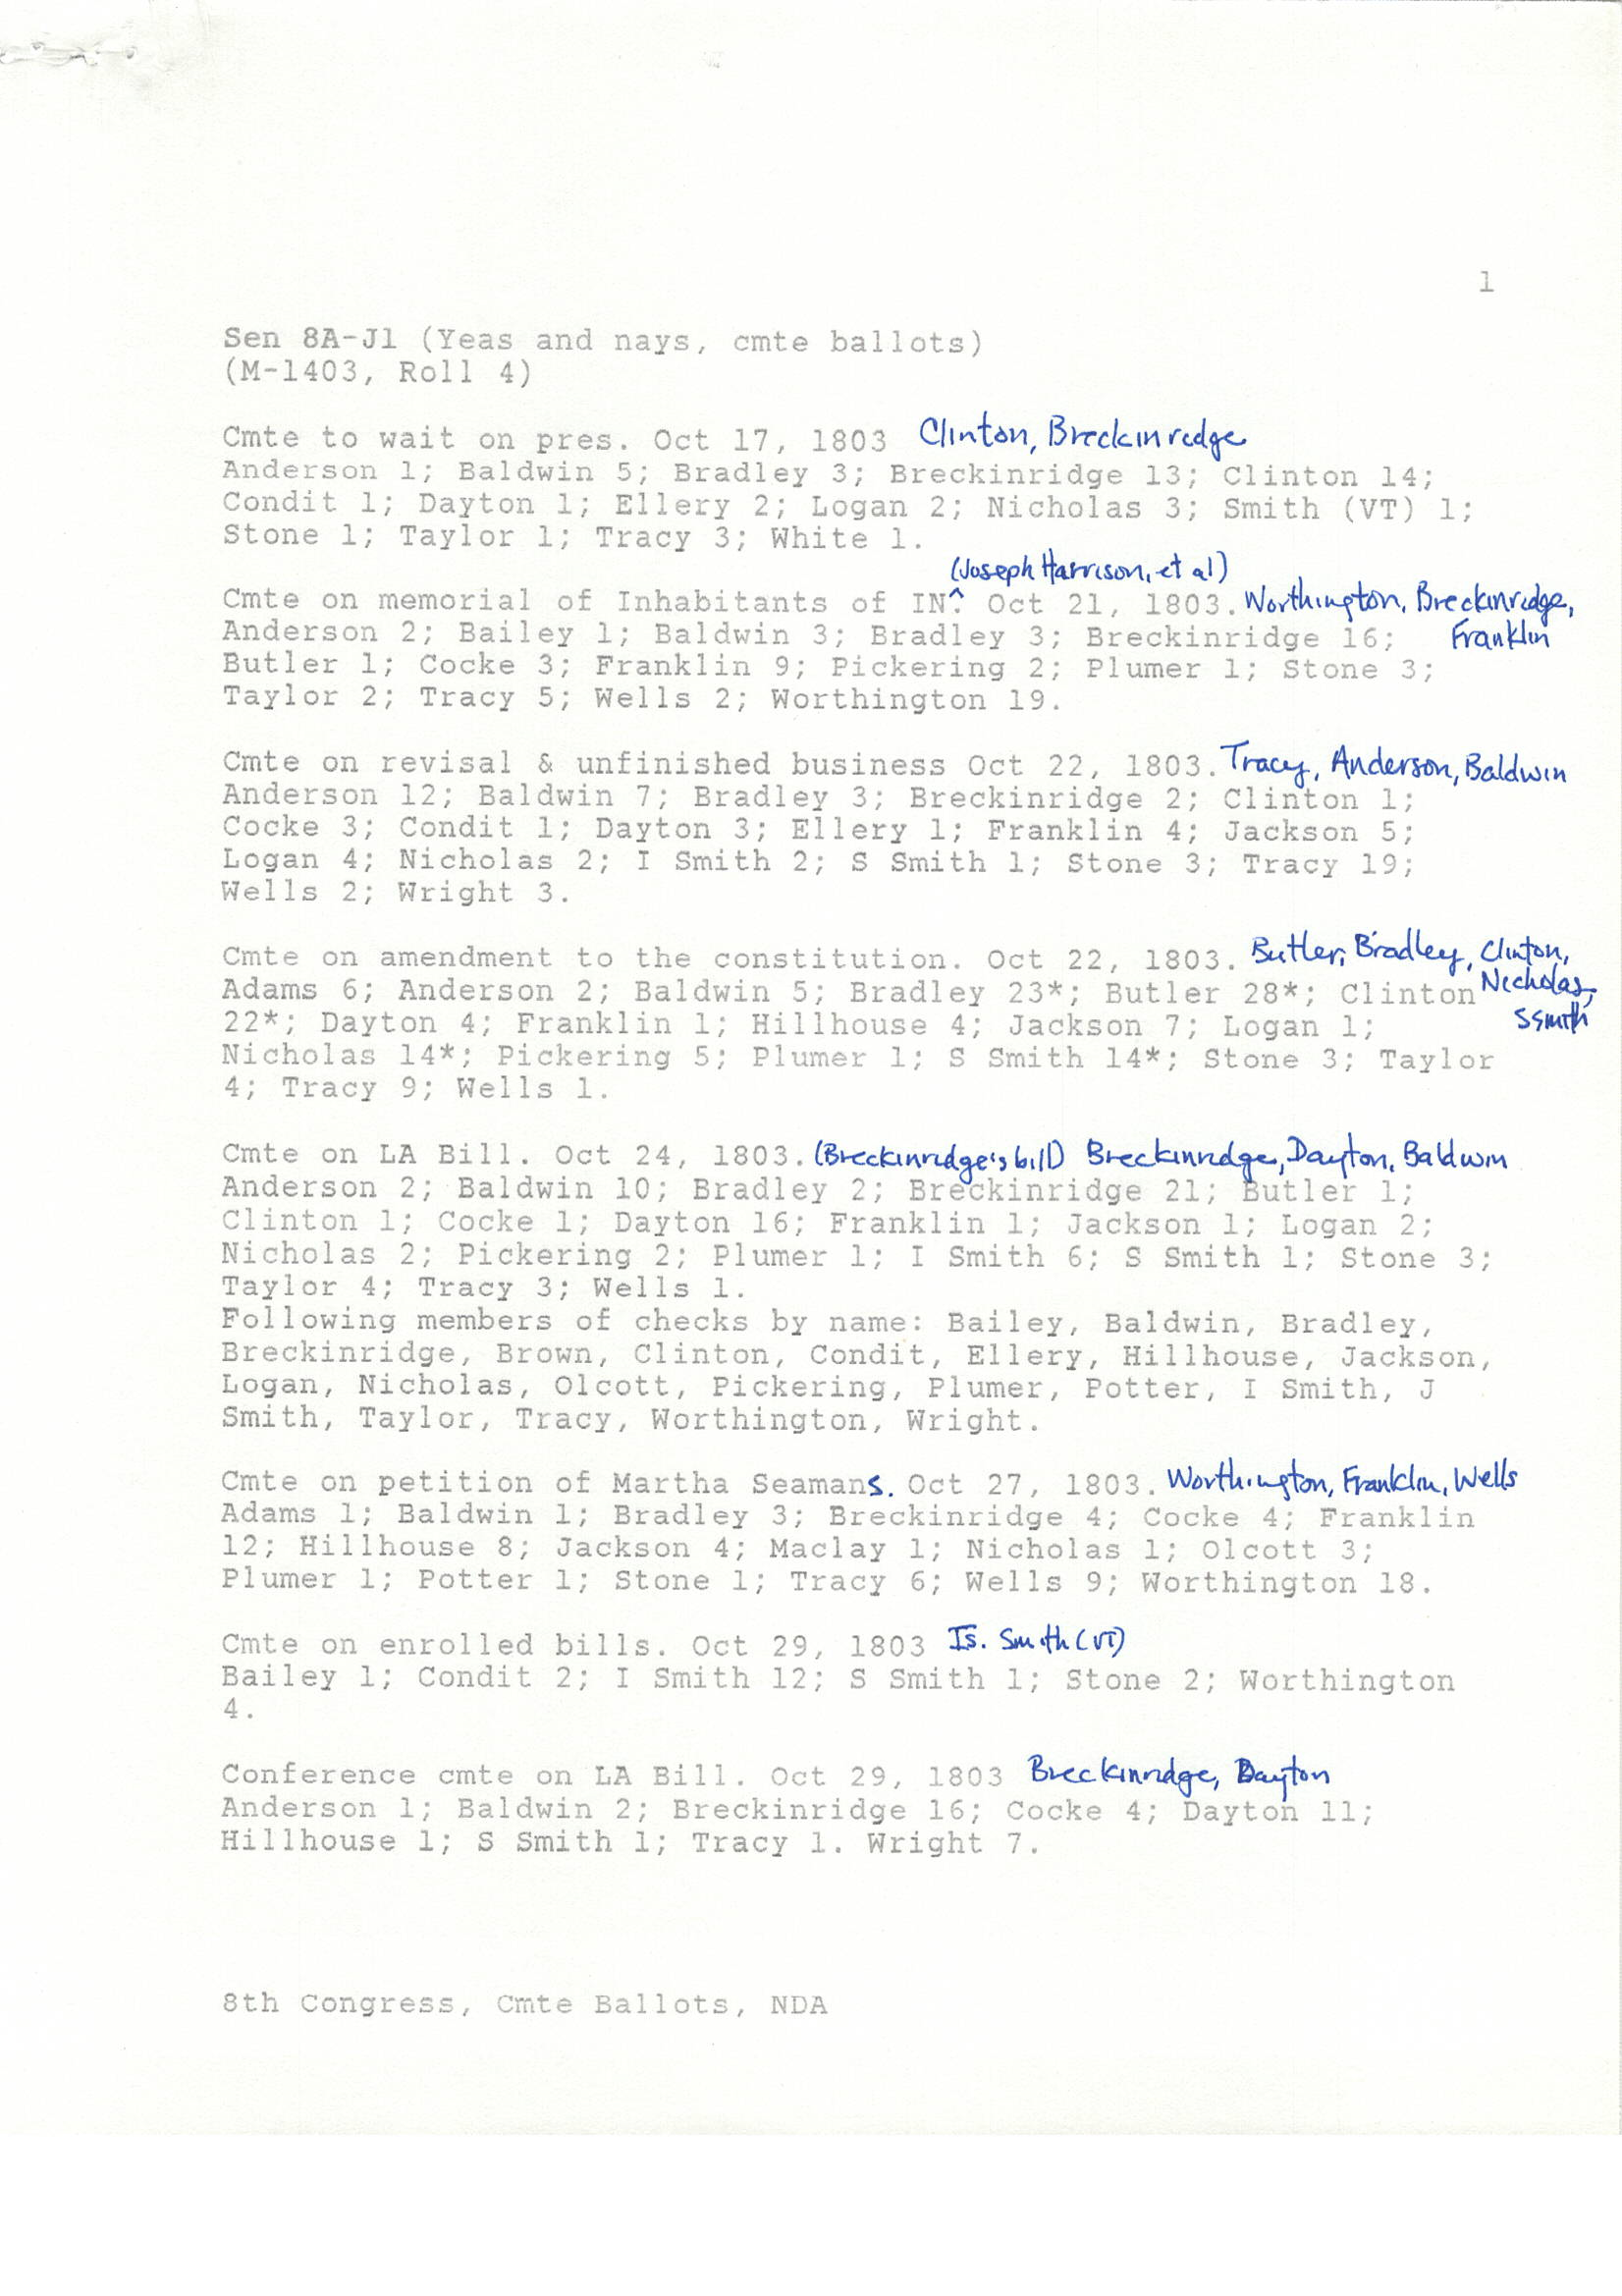 1
Sen 8A-J1 (Yeas and nays, cmte ballots)
(M-1403, Roll 4)
Cmte to wait on pres. Oct 17, 1803 Clinton, Breckinridge
Anderson 1; Baldwin 5; Bradley 3; Breckinridge 13; Clinton 14;
Condit 1; Dayton 1; Ellery 2; Logan 2; Nicholas 3; Smith (VT) 1;
Stone 1; Taylor 1; Tracy 3; White 1.
(Joseph Harrison, et al)
Cmte on memorial of Inhabitants of IN^. Oct 21, 1803. Worthington, Breckinridge,
Anderson 2; Bailey 1; Baldwin 3; Bradley 3; Breckinridge 16; Franklin
Butler 1; Cocke 3; Franklin 9; Pickering 2; Plumer 1; Stone 3;
Taylor 2; Tracy 5; Wells 2; Worthington 19.
Cmte on revisal & unfinished business Oct 22, 1803. Tracy, Anderson, Baldwin
Anderson 12; Baldwin 7; Bradley 3; Breckinridge 2; Clinton 1;
Cocke 3; Condit 1; Dayton 3; Ellery 1; Franklin 4; Jackson 5;
Logan 4; Nicholas 2; I Smith 2; S Smith 1; Stone 3; Tracy 19;
Wells 2; Wright 3.
Cmte on amendment to the constitution. Oct 22, 1803. Butler, Bradley, Clinton,
Adams 6; Anderson 2; Baldwin 5; Bradley 23*; Butler 28*; Clinton Nicholas,
22*; Dayton 4; Franklin 1; Hillhouse 4; Jackson 7; Logan 1; SSmith
Nicholas 14*; Pickering 5; Plumer 1; S Smith 14*; Stone 3; Taylor
4; Tracy 9; Wells 1.
Cmte on LA Bill. Oct 24, 1803. (Breckinridge's bill) Breckinridge, Dayton, Baldwin
Anderson 2; Baldwin 10; Bradley 2; Breckinridge 21; Butler 1;
Clinton 1; Cocke 1; Dayton 16; Franklin 1; Jackson 1; Logan 2;
Nicholas 2; Pickering 2; Plumer 1; I Smith 6; S Smith 1; Stone 3;
Taylor 4; Tracy 3; Wells 1.
Following members of checks by name: Bailey, Baldwin, Bradley,
Breckinridge, Brown, Clinton, Condit, Ellery, Hillhouse, Jackson,
Logan, Nicholas, Olcott, Pickering, Plumer, Potter, I Smith, J
Smith, Taylor, Tracy, Worthington, Wright.
Cmte on petition of Martha Seamans. Oct 27, 1803. Worthington, Franklin, Wells
Adams 1; Baldwin 1; Bradley 3; Breckinridge 4; Cocke 4; Franklin
12; Hillhouse 8; Jackson 4; Maclay 1; Nicholas 1; Olcott 3;
Plumer 1; Potter 1; Stone 1; Tracy 6; Wells 9; Worthington 18.
Cmte on enrolled bills. Oct 29, 1803 Is. Smith (VT)
Bailey 1; Condit 2; I Smith 12; S Smith 1; Stone 2; Worthington
4.
Conference cmte on LA Bill. Oct 29, 1803 Breckinridge, Dayton
Anderson 1; Baldwin 2; Breckinridge 16; Cocke 4; Dayton 11;
Hillhouse 1; S Smith 1; Tracy 1. Wright 7.
8th Congress, Cmte Ballots, NDA